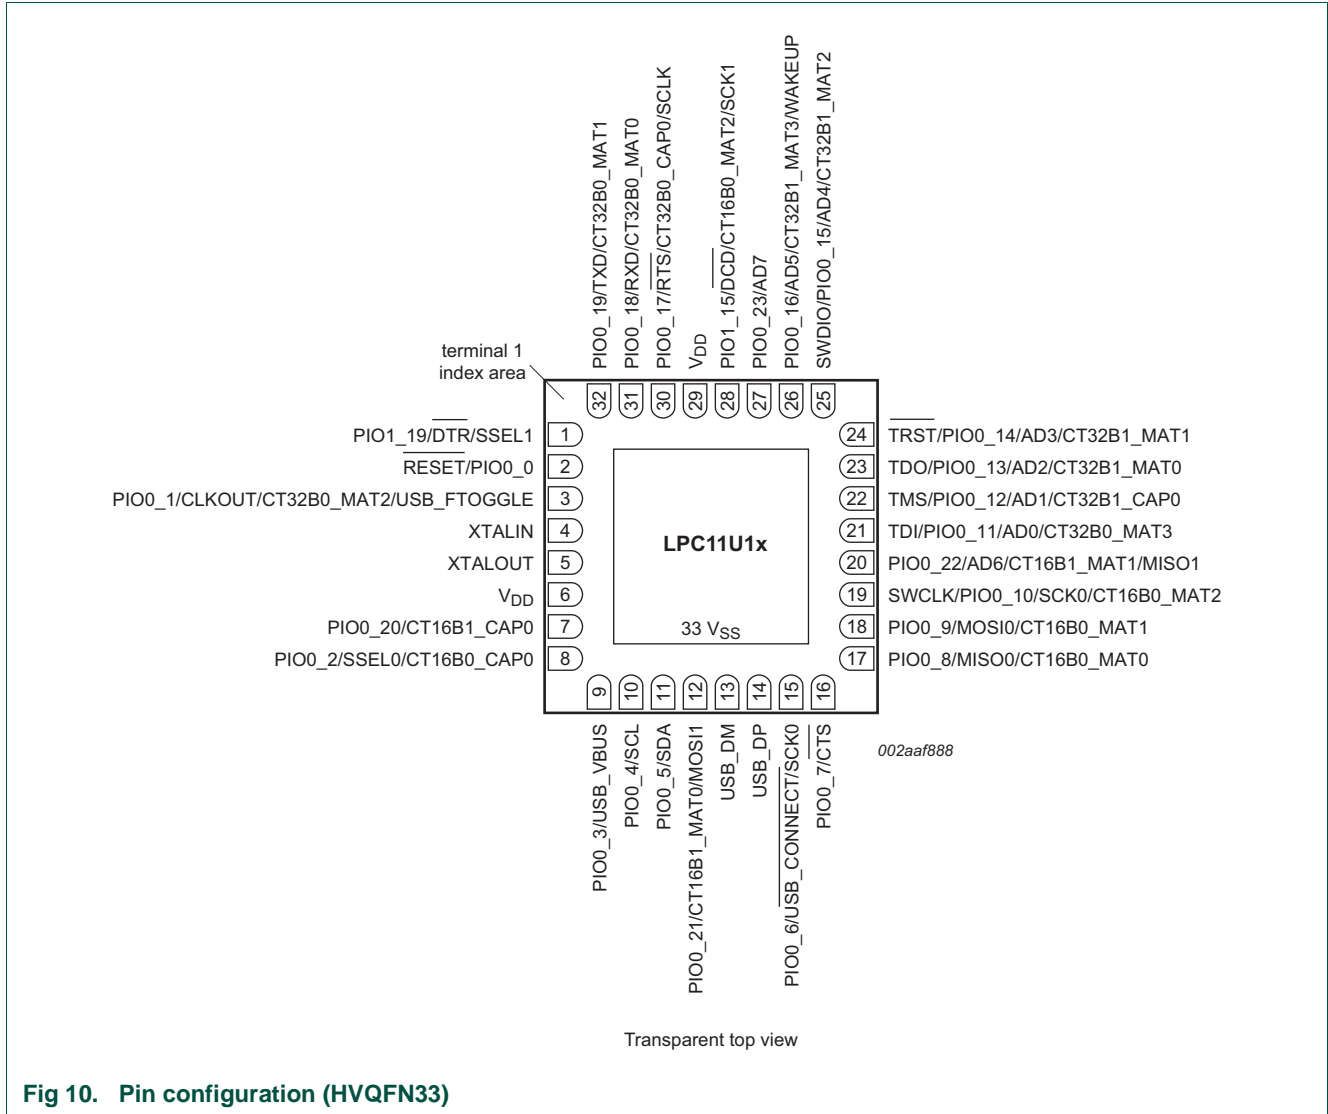 PIO0_19/TXD/CT32B0_MAT1
PIO0_18/RXD/CT32B0_MAT0
PIO0_17/RTS/CT32B0_CAP0/SCLK
VDD
PIO1_15/DCD/CT16B0_MAT2/SCK1
PIO0_23/AD7
PIO0_16/AD5/CT32B1_MAT3/WAKEUP
SWDIO/PIO0_15/AD4/CT32B1_MAT2
terminal 1
index area
32 31 30 29 28 27 26 25
PIO1_19/DTR/SSEL1 1
RESET/PIO0_0 2
PIO0_1/CLKOUT/CT32B0_MAT2/USB_FTOGGLE 3
XTALIN 4
XTALOUT 5
VDD 6
PIO0_20/CT16B1_CAP0 7
PIO0_2/SSEL0/CT16B0_CAP0 8
LPC11U1x
33 VSS
24 TRST/PIO0_14/AD3/CT32B1_MAT1
23 TDO/PIO0_13/AD2/CT32B1_MAT0
22 TMS/PIO0_12/AD1/CT32B1_CAP0
21 TDI/PIO0_11/AD0/CT32B0_MAT3
20 PIO0_22/AD6/CT16B1_MAT1/MISO1
19 SWCLK/PIO0_10/SCK0/CT16B0_MAT2
18 PIO0_9/MOSI0/CT16B0_MAT1
17 PIO0_8/MISO0/CT16B0_MAT0
9 10 11 12 13 14 15 16
PIO0_3/USB_VBUS
PIO0_4/SCL
PIO0_5/SDA
PIO0_21/CT16B1_MAT0/MOSI1
USB_DM
USB_DP
PIO0_6/USB_CONNECT/SCK0
PIO0_7/CTS
002aaf888
Transparent top view
Fig 10. Pin configuration (HVQFN33)